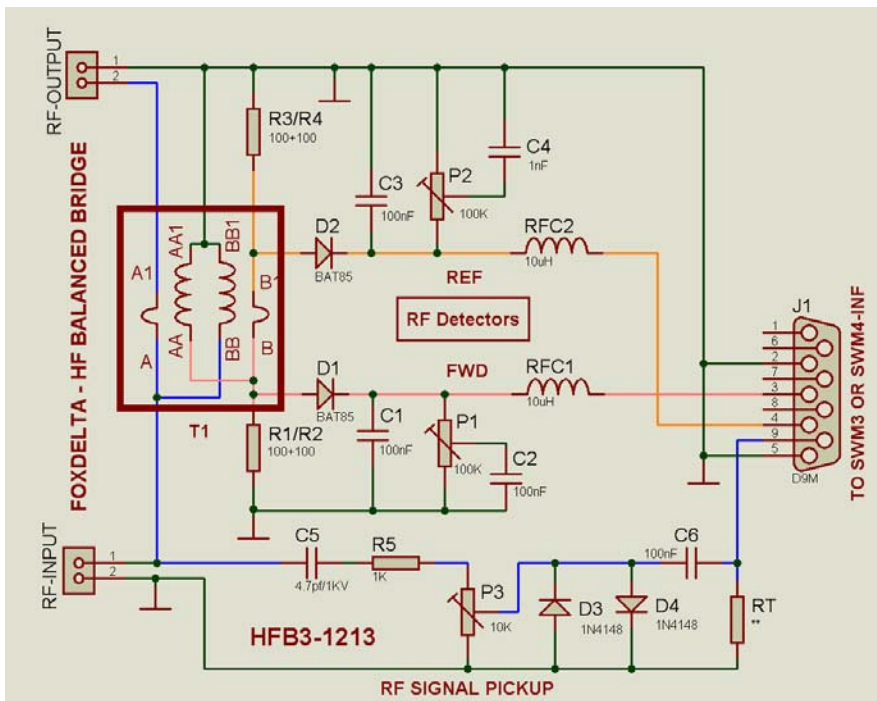 RF-OUTPUT
1
2
FOXDELTA - HF BALANCED BRIDGE
R3/R4
100+100
C3
100nF
P2
100K
C4
1nF
A1
AA1
BB1
B1
A
AA
BB
B
T1
D2
BAT85
REF
RFC2
10uH
RF Detectors
FWD
D1
BAT85
RFC1
10uH
R1/R2
100+100
C1
100nF
P1
100K
C2
100nF
J1
1
6
2
7
3
8
4
9
5
D9M
TO SWM3 OR SWM4-INF
RF-INPUT
1
2
C5
4.7pf/1KV
R5
1K
P3
10K
C6
100nF
D3
1N4148
D4
1N4148
RT
**
HFB3-1213
RF SIGNAL PICKUP